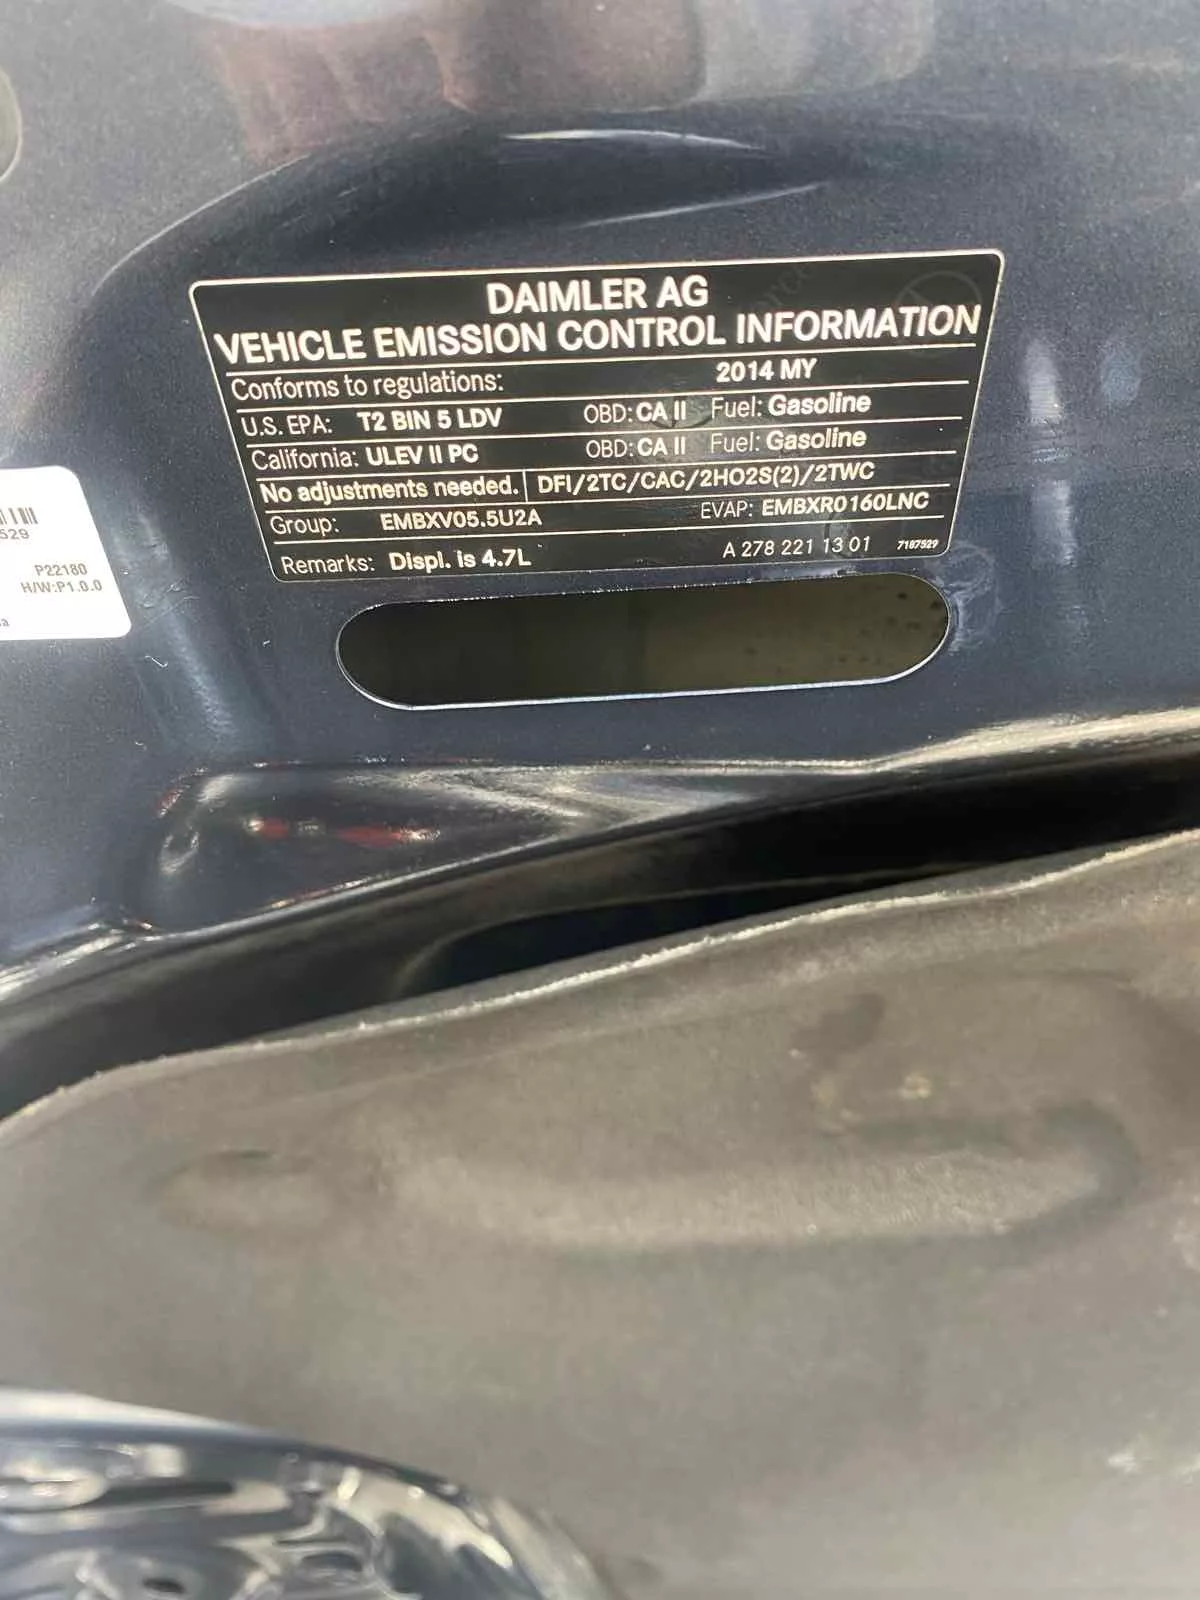 DAIMLER AG
VEHICLE EMISSION CONTROL INFORMATION
Conforms to regulations: 2014 MY
U.S. EPA: T2 BIN 5 LDV OBD: CA II Fuel: Gasoline
California: ULEV II PC OBD: CA II Fuel: Gasoline
No adjustments needed. DFI/2TC/CAC/2HO2S(2)/2TWC
Group: EMBXV05.5U2A EVAP: EMBXR0160LNC
Remarks: Displ. is 4.7L A 278 221 13 01 7187529
529
P22180
H/W:P1.0.0